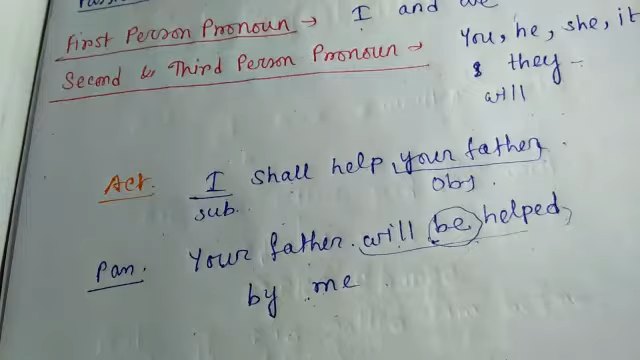 First Person Pronoun → I and we
Second & Third Person Pronoun → You, he, she, it
& they –
will
Act. I shall help your father.
sub. obj.
Pass. Your father will be helped
by me.